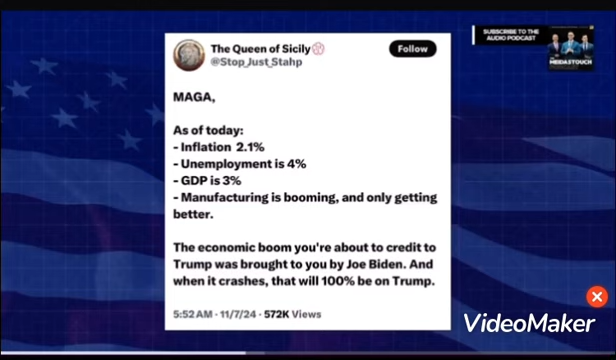 SUBSCRIBE TO THE
AUDIO PODCAST
MEIDASTOUCH
The Queen of Sicily
@Stop_Just_Stahp
Follow
MAGA,
As of today:
- Inflation 2.1%
- Unemployment is 4%
- GDP is 3%
- Manufacturing is booming, and only getting
better.
The economic boom you're about to credit to
Trump was brought to you by Joe Biden. And
when it crashes, that will 100% be on Trump.
5:52 AM · 11/7/24 · 572K Views
VideoMaker